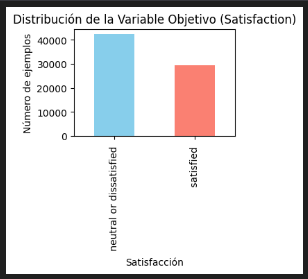 Distribución de la Variable Objetivo (Satisfaction)
40000
30000
20000
10000
0
Número de ejemplos
neutral or dissatisfied
satisfied
Satisfacción